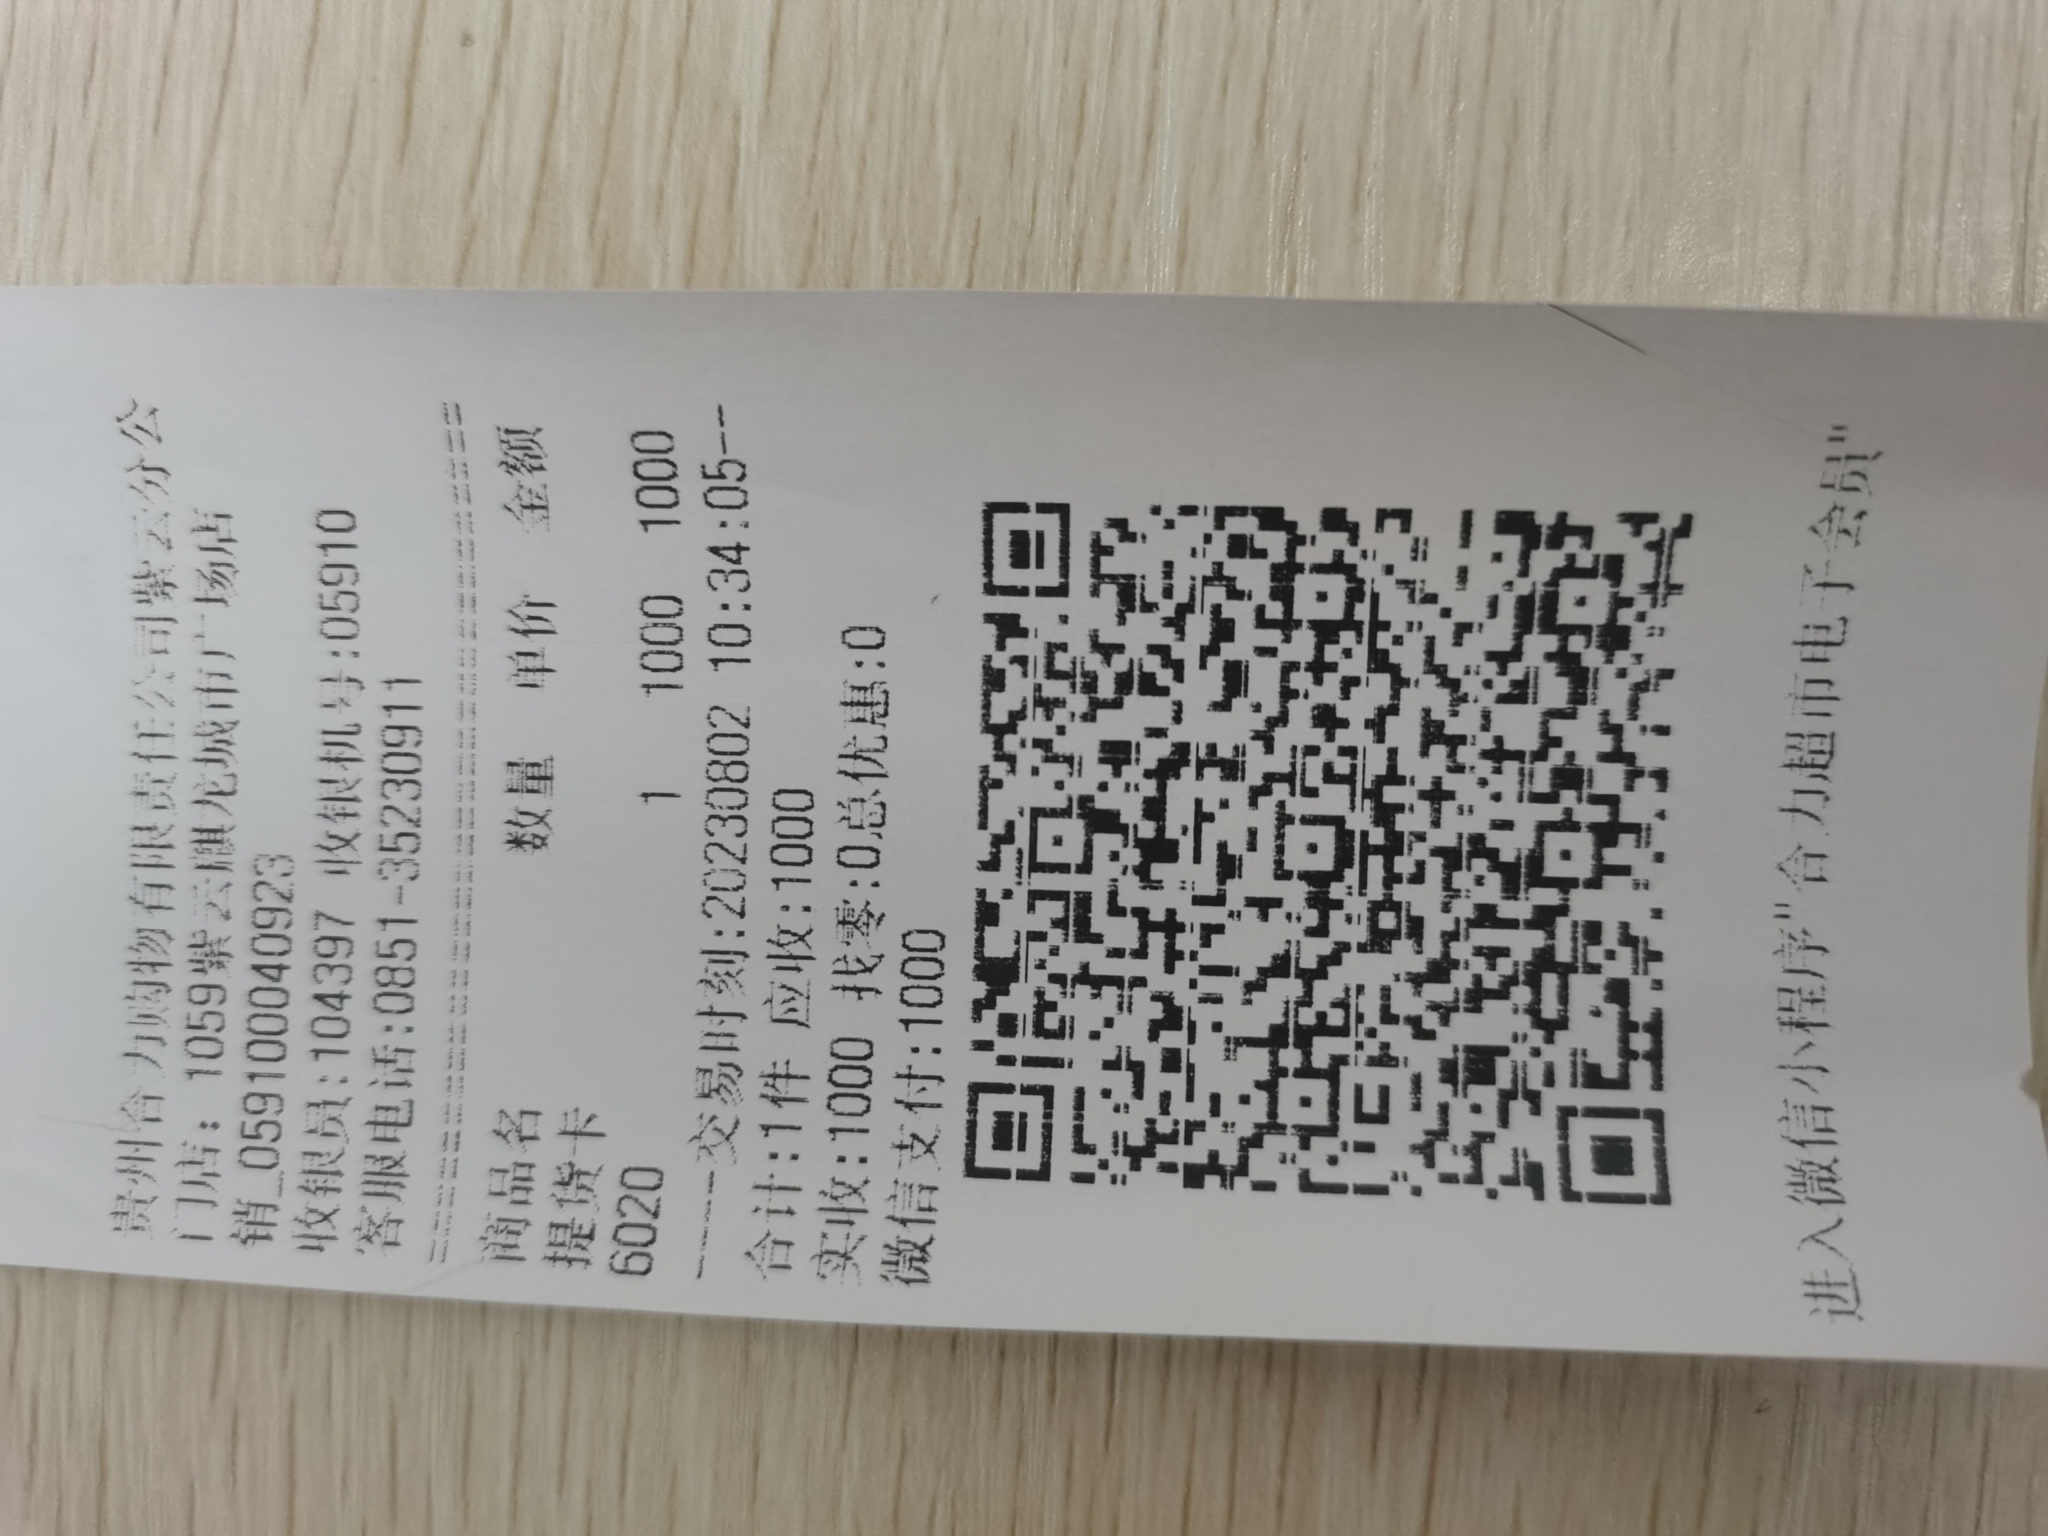 贵州合力购物有限责任公司紫云分公
门店: 1059紫云麒龙城市广场店
销_0591000040923
收银员:104397 收银机号:05910
客服电话:0851-35230911
商品名 数量 单价 金额
提货卡
6020 1 1000 1000
----交易时刻:20230802 10:34:05--
合计:1件 应收:1000
实收:1000 找零:0总优惠:0
微信支付:1000
进入微信小程序"合力超市电子会员"